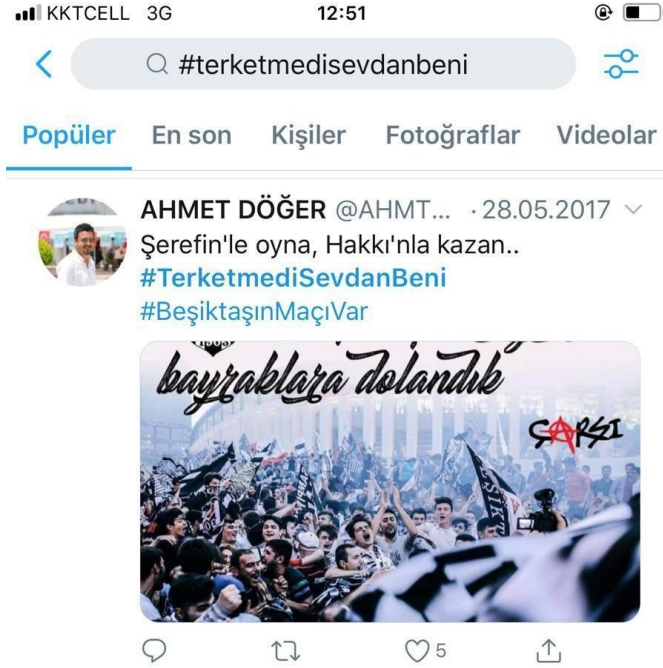 KKTCELL 3G 12:51
#terketmedisevdanbeni
Popüler En son Kişiler Fotoğraflar Videolar
AHMET DÖĞER @AHMT... · 28.05.2017
Şerefin'le oyna, Hakkı'nla kazan..
#TerketmediSevdanBeni
#BeşiktaşınMaçıVar
bayraklara dolandık
ÇARŞI
5